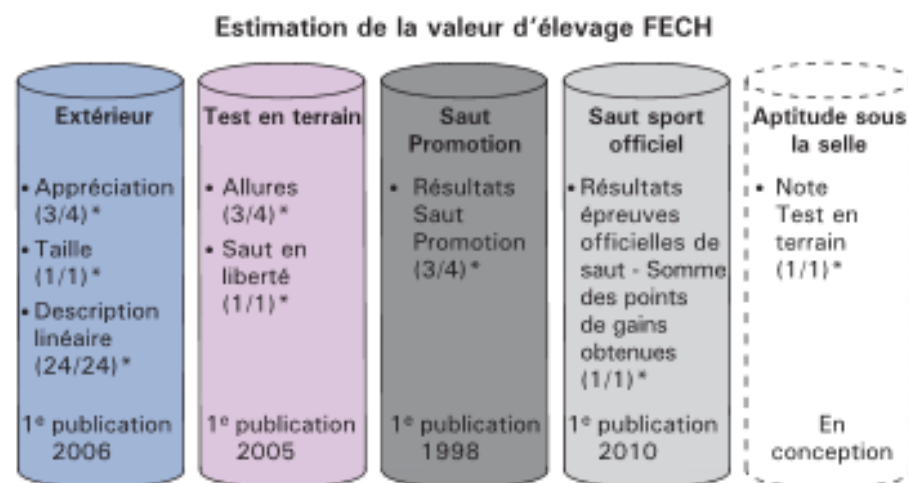 Estimation de la valeur d'élevage FECH
Extérieur
• Appréciation
(3/4)*
• Taille
(1/1)*
• Description
linéaire
(24/24)*
1e publication
2006
Test en terrain
• Allures
(3/4)*
• Saut en
liberté
(1/1)*
1e publication
2005
Saut
Promotion
• Résultats
Saut
Promotion
(3/4)*
1e publication
1998
Saut sport
officiel
• Résultats
épreuves
officielles de
saut - Somme
des points
de gains
obtenues
(1/1)*
1e publication
2010
Aptitude sous
la selle
• Note
Test en
terrain
(1/1)*
En
conception